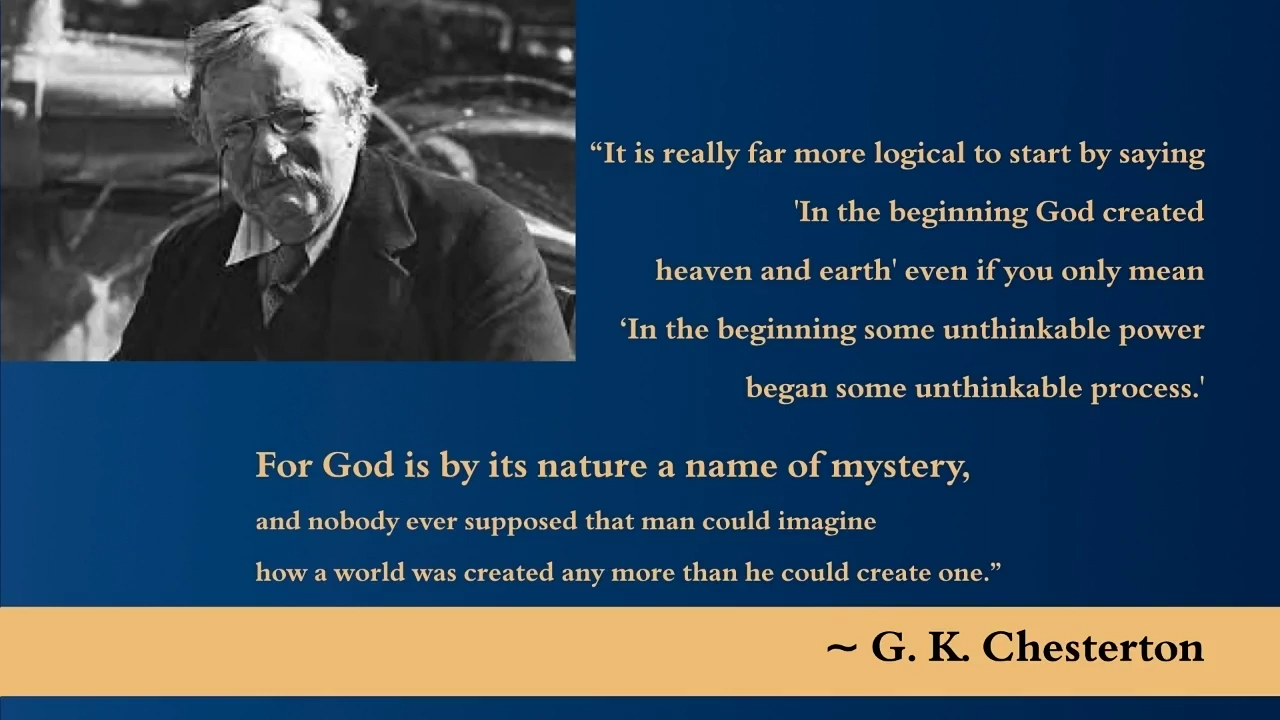 “It is really far more logical to start by saying
'In the beginning God created
heaven and earth' even if you only mean
‘In the beginning some unthinkable power
began some unthinkable process.'
For God is by its nature a name of mystery,
and nobody ever supposed that man could imagine
how a world was created any more than he could create one.”
~ G. K. Chesterton